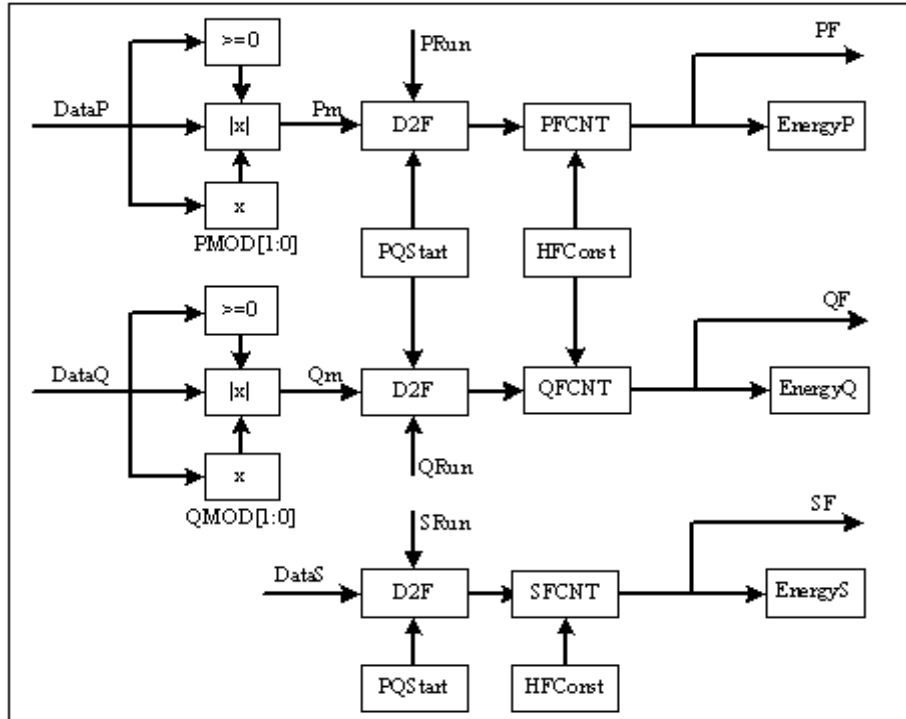 >=0
PRun
PF
DataP
|x|
Pm
D2F
PFCNT
EnergyP
x
PMOD[1:0]
PQStart
HFConst
>=0
QF
DataQ
|x|
Qm
D2F
QFCNT
EnergyQ
x
QRun
QMOD[1:0]
SRun
SF
DataS
D2F
SFCNT
EnergyS
PQStart
HFConst